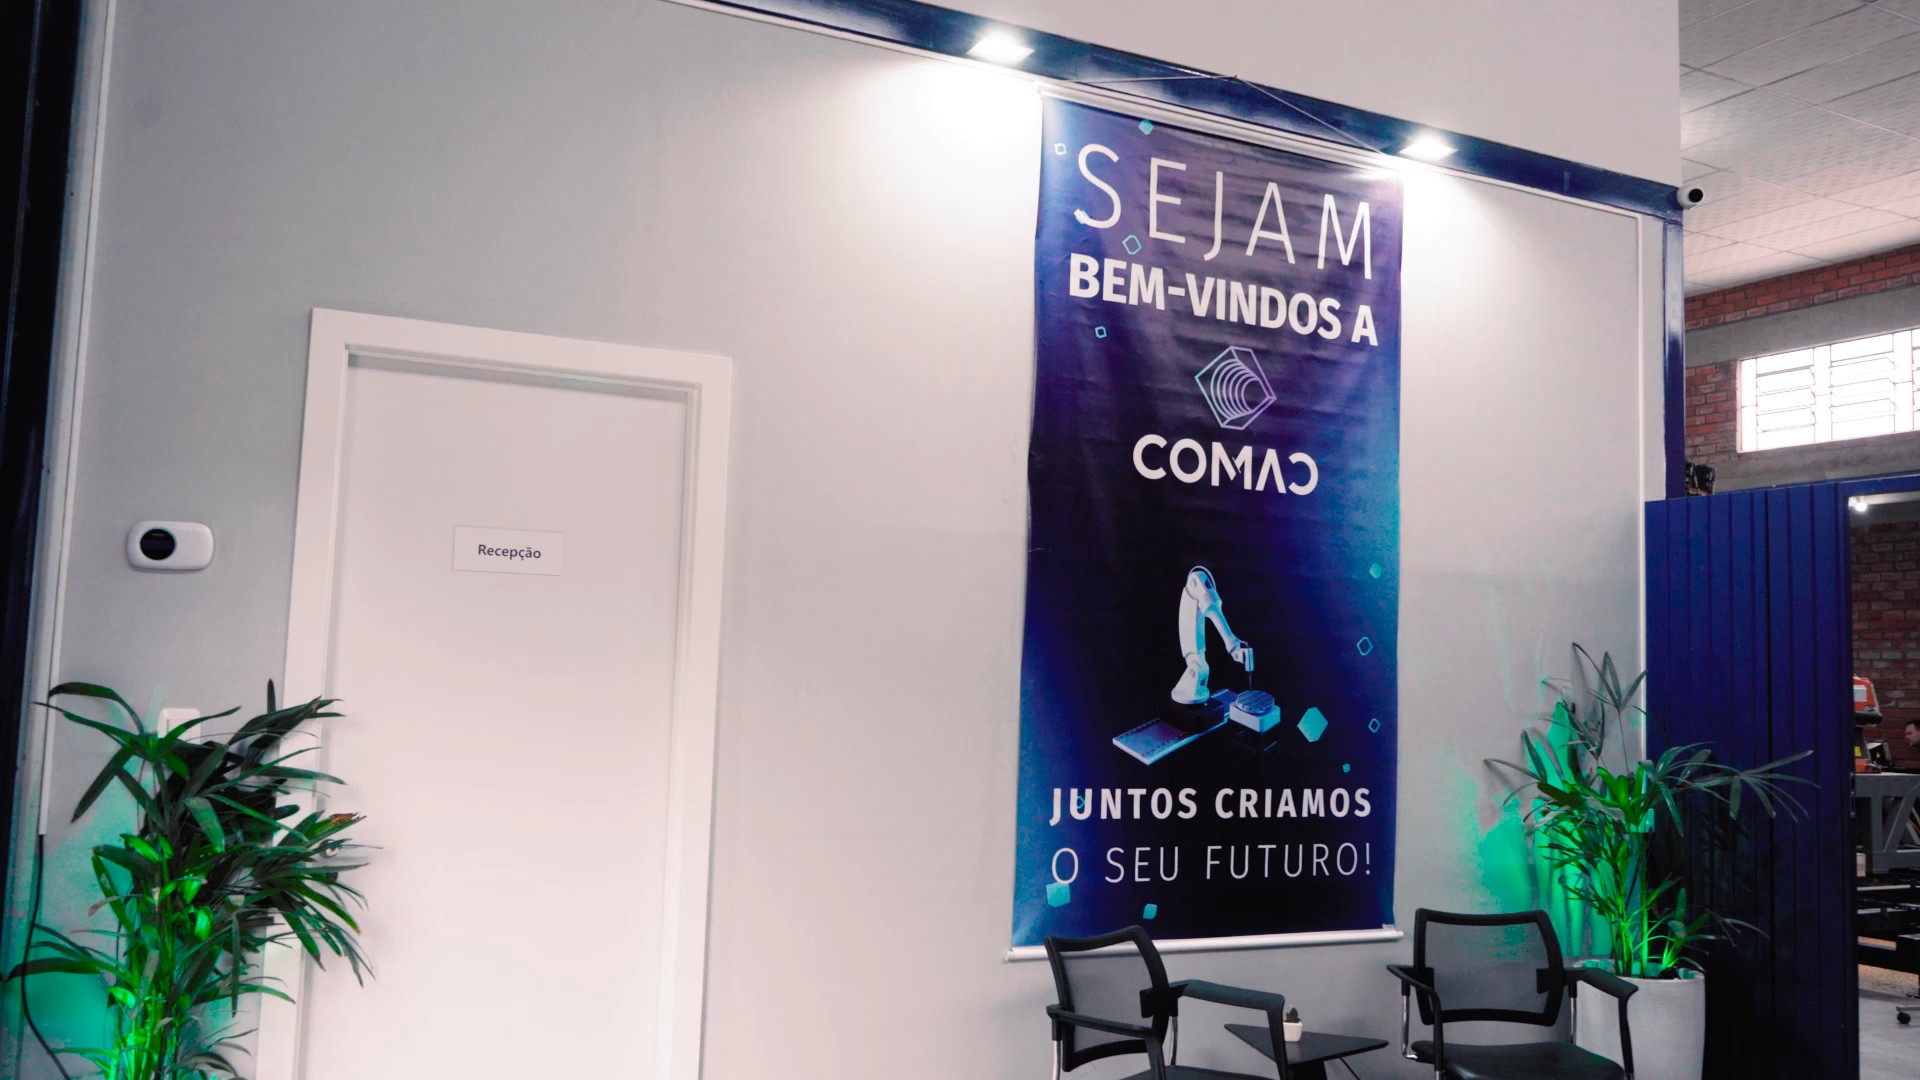 Recepção
SEJAM
BEM-VINDOS A
COMAC
JUNTOS CRIAMOS
O SEU FUTURO!